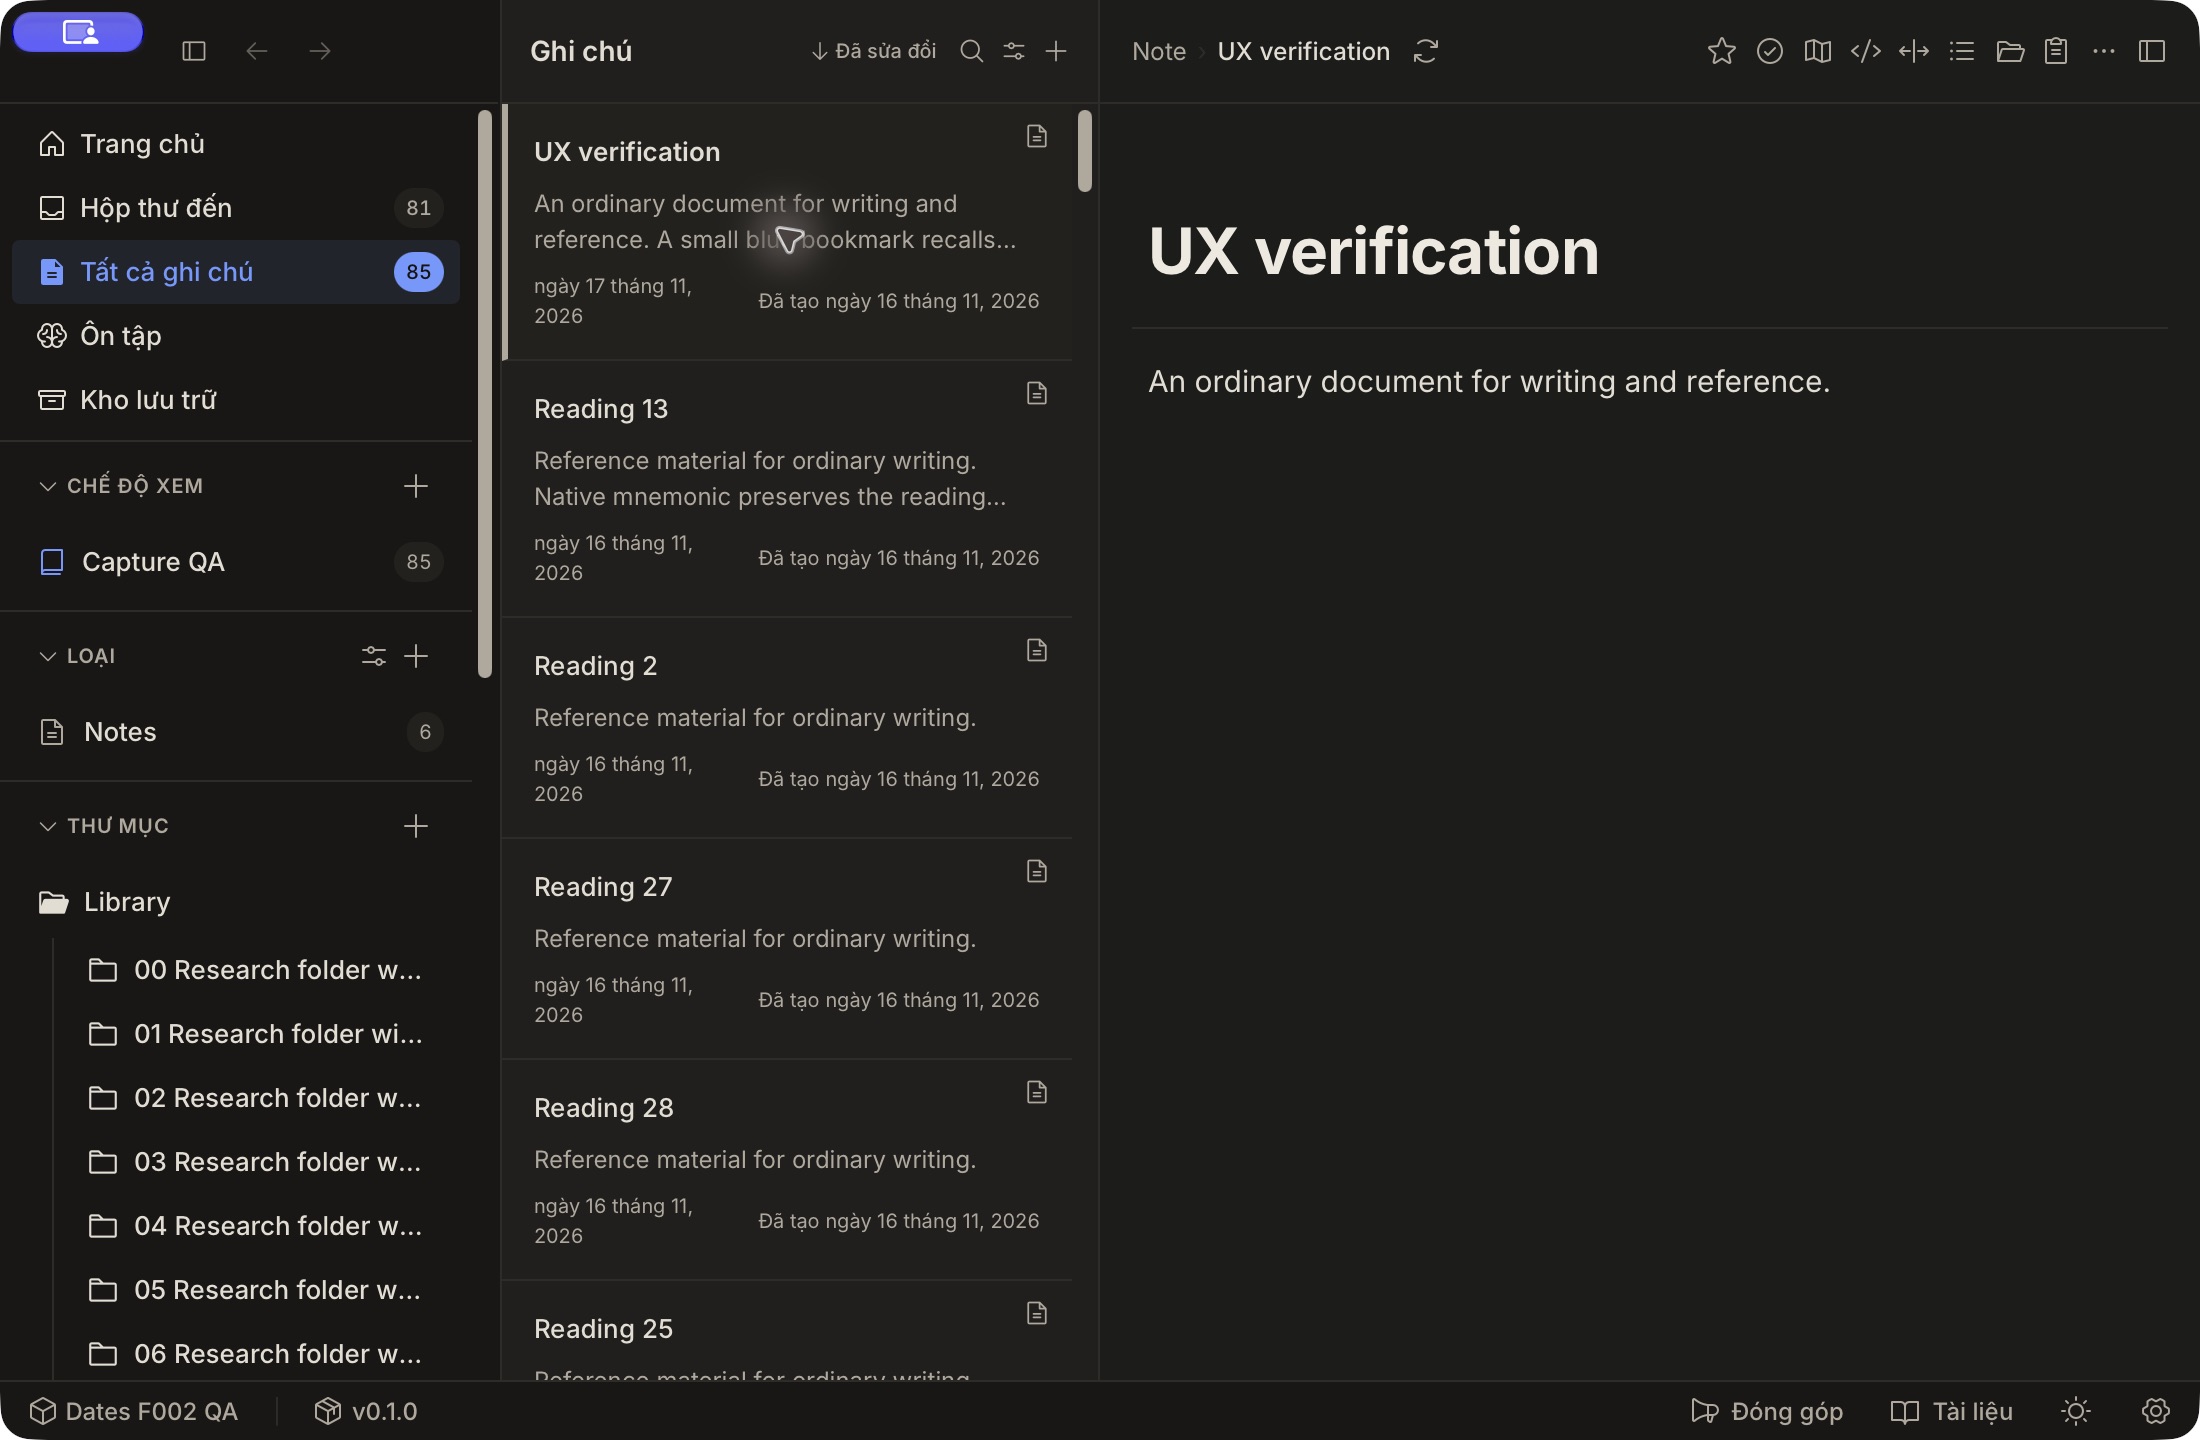 Trang chủ
Hộp thư đến
81
Tất cả ghi chú
85
Ôn tập
Kho lưu trữ
CHẾ ĐỘ XEM
Capture QA
85
LOẠI
Notes
6
THƯ MỤC
Library
00 Research folder w...
01 Research folder wi...
02 Research folder w...
03 Research folder w...
04 Research folder w...
05 Research folder w...
06 Research folder w...
Ghi chú
Đã sửa đổi
UX verification
An ordinary document for writing and
reference. A small blue bookmark recalls...
ngày 17 tháng 11,
2026
Đã tạo ngày 16 tháng 11, 2026
Reading 13
Reference material for ordinary writing.
Native mnemonic preserves the reading...
ngày 16 tháng 11,
2026
Đã tạo ngày 16 tháng 11, 2026
Reading 2
Reference material for ordinary writing.
ngày 16 tháng 11,
2026
Đã tạo ngày 16 tháng 11, 2026
Reading 27
Reference material for ordinary writing.
ngày 16 tháng 11,
2026
Đã tạo ngày 16 tháng 11, 2026
Reading 28
Reference material for ordinary writing.
ngày 16 tháng 11,
2026
Đã tạo ngày 16 tháng 11, 2026
Reading 25
Reference material for ordinary writing.
Note › UX verification
UX verification
An ordinary document for writing and reference.
Dates F002 QA
v0.1.0
Đóng góp
Tài liệu